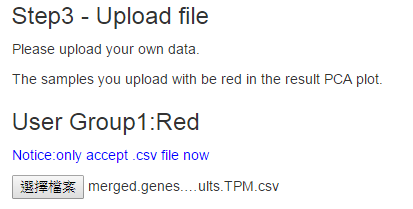 Step3 - Upload file
Please upload your own data.
The samples you upload with be red in the result PCA plot.
User Group1:Red
Notice:only accept .csv file now
選擇檔案 merged.genes....ults.TPM.csv